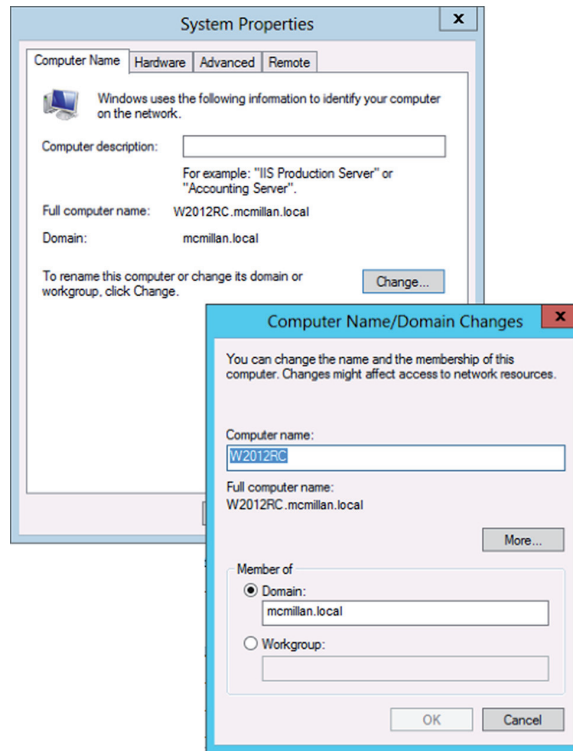 System Properties
x
Computer Name Hardware Advanced Remote
Windows uses the following information to identify your computer
on the network.
Computer description:
For example: "IIS Production Server" or
"Accounting Server".
Full computer name: W2012RC.mcmillan.local
Domain: mcmillan.local
To rename this computer or change its domain or
workgroup, click Change.
Change...
Computer Name/Domain Changes
x
You can change the name and the membership of this
computer. Changes might affect access to network resources.
Computer name:
W2012RC
Full computer name:
W2012RC.mcmillan.local
More...
Member of
Domain:
mcmillan.local
Workgroup:
OK Cancel